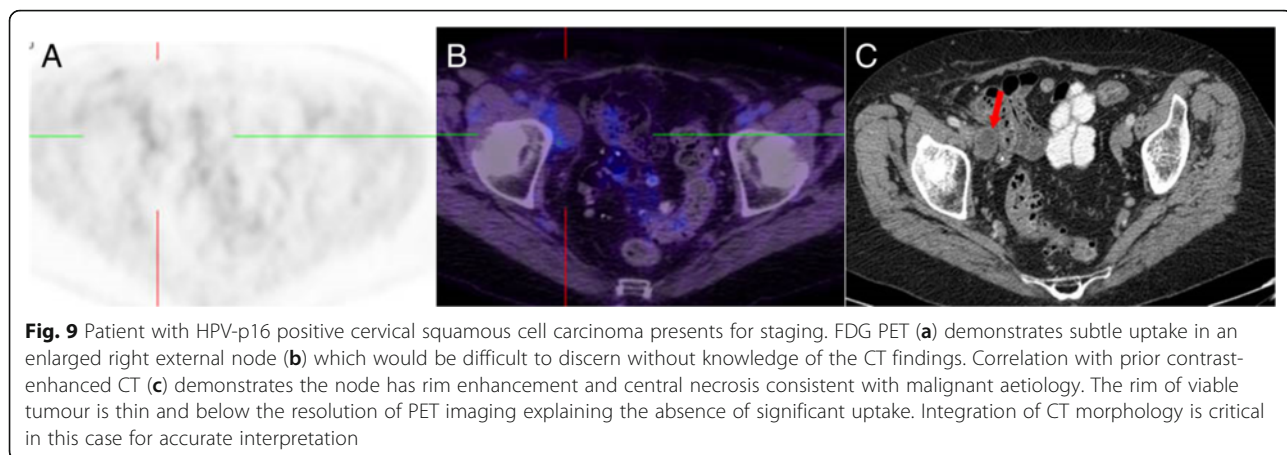 A
B
C
Fig. 9 Patient with HPV-p16 positive cervical squamous cell carcinoma presents for staging. FDG PET (a) demonstrates subtle uptake in an
enlarged right external node (b) which would be difficult to discern without knowledge of the CT findings. Correlation with prior contrast-
enhanced CT (c) demonstrates the node has rim enhancement and central necrosis consistent with malignant aetiology. The rim of viable
tumour is thin and below the resolution of PET imaging explaining the absence of significant uptake. Integration of CT morphology is critical
in this case for accurate interpretation